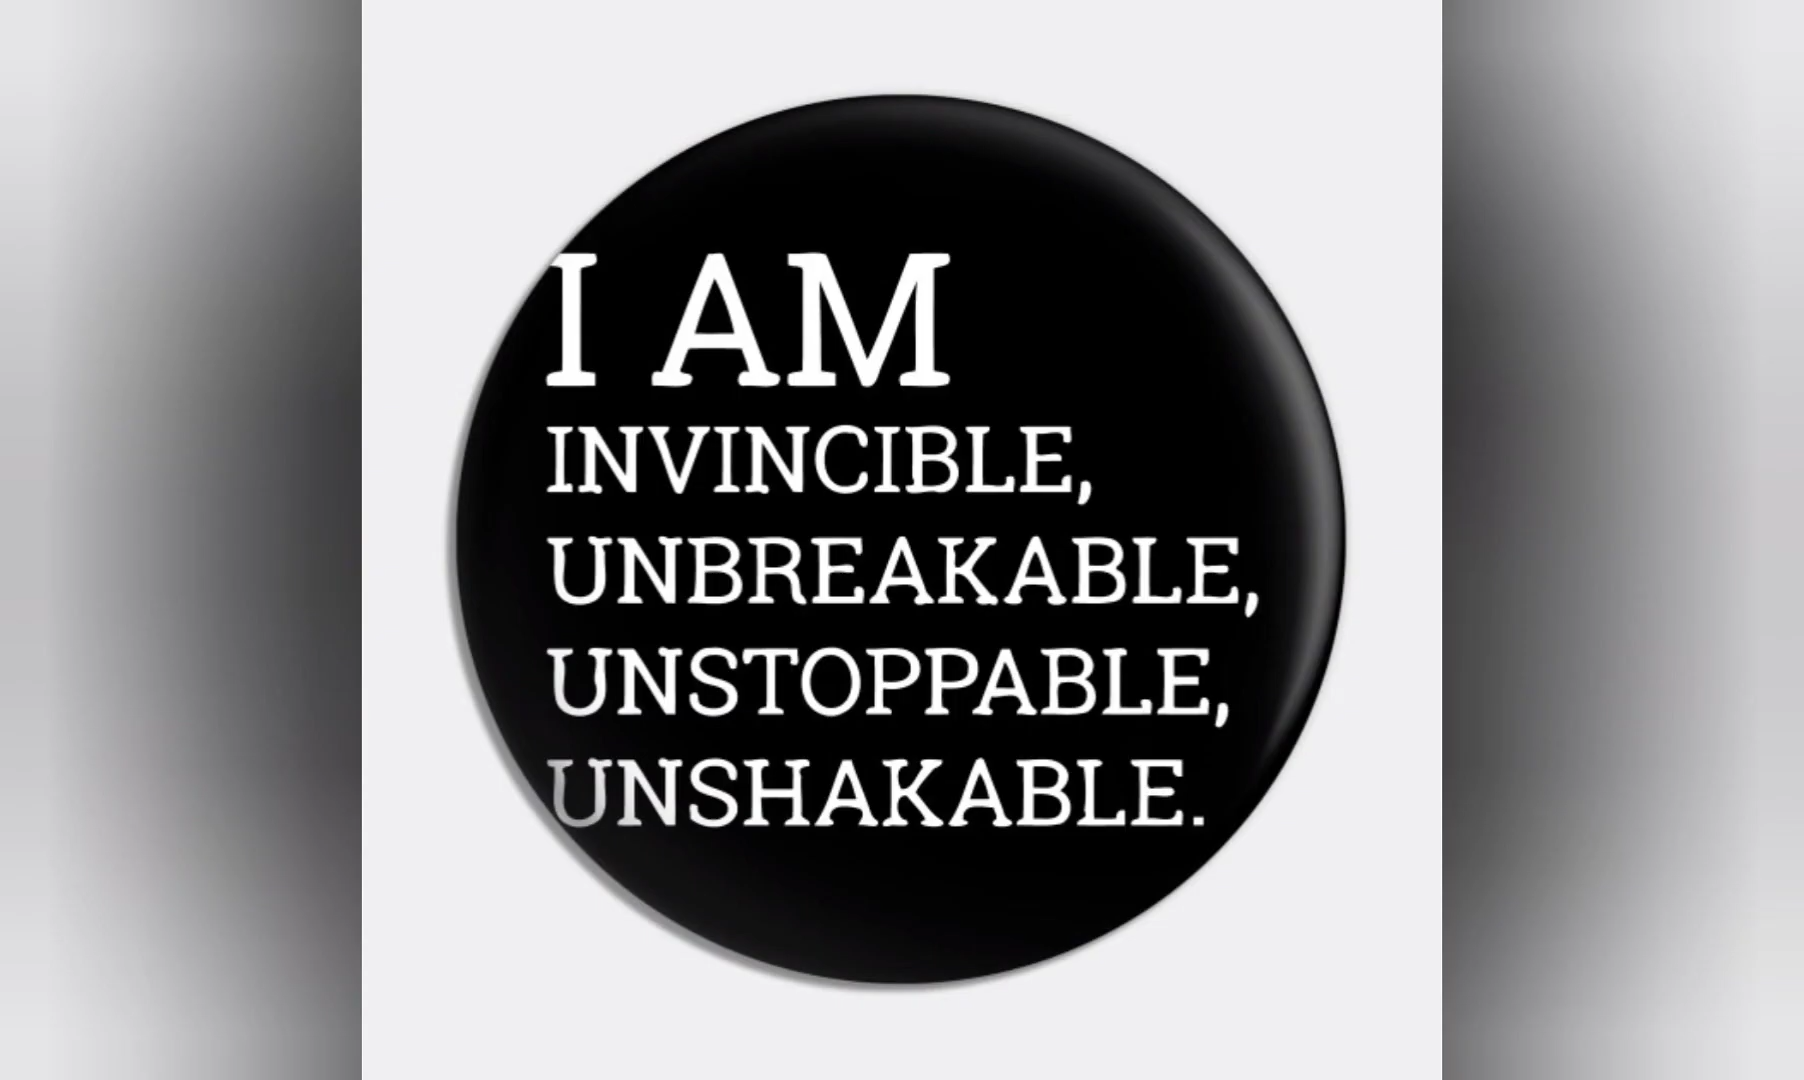 I AM
INVINCIBLE,
UNBREAKABLE,
UNSTOPPABLE,
UNSHAKABLE.